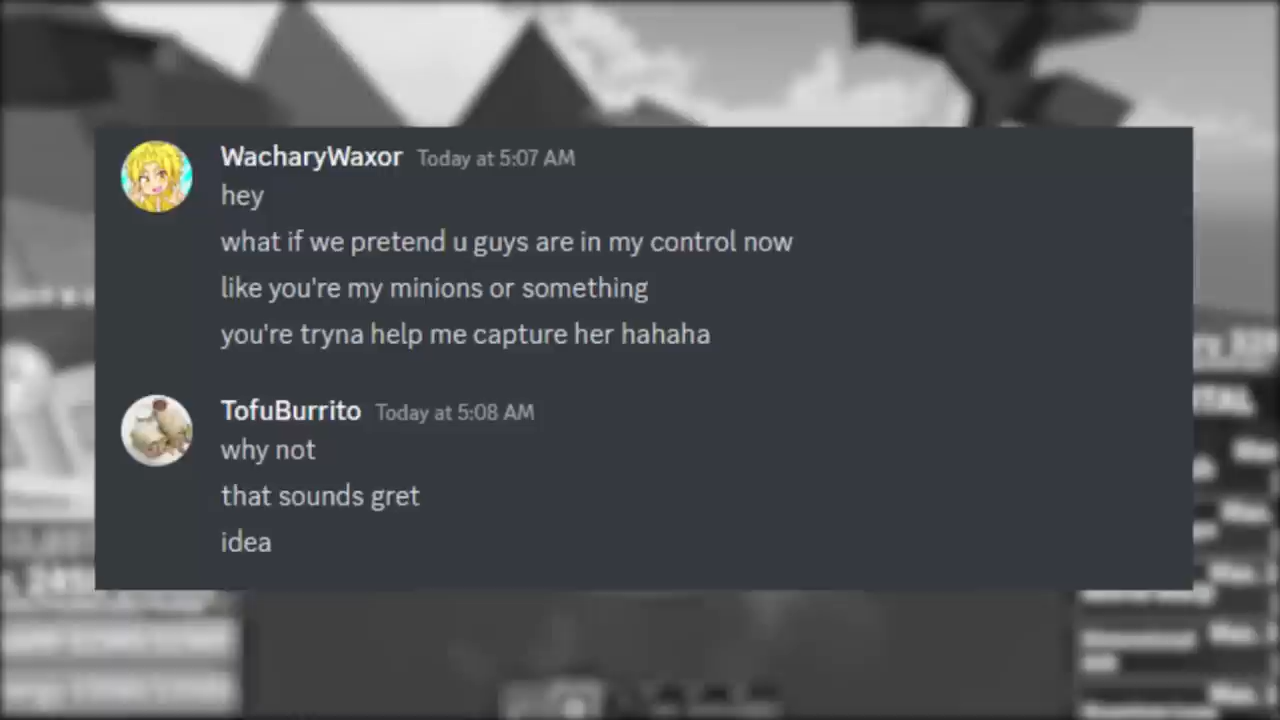 WacharyWaxor Today at 5:07 AM
hey
what if we pretend u guys are in my control now
like you're my minions or something
you're tryna help me capture her hahaha
TofuBurrito Today at 5:08 AM
why not
that sounds gret
idea